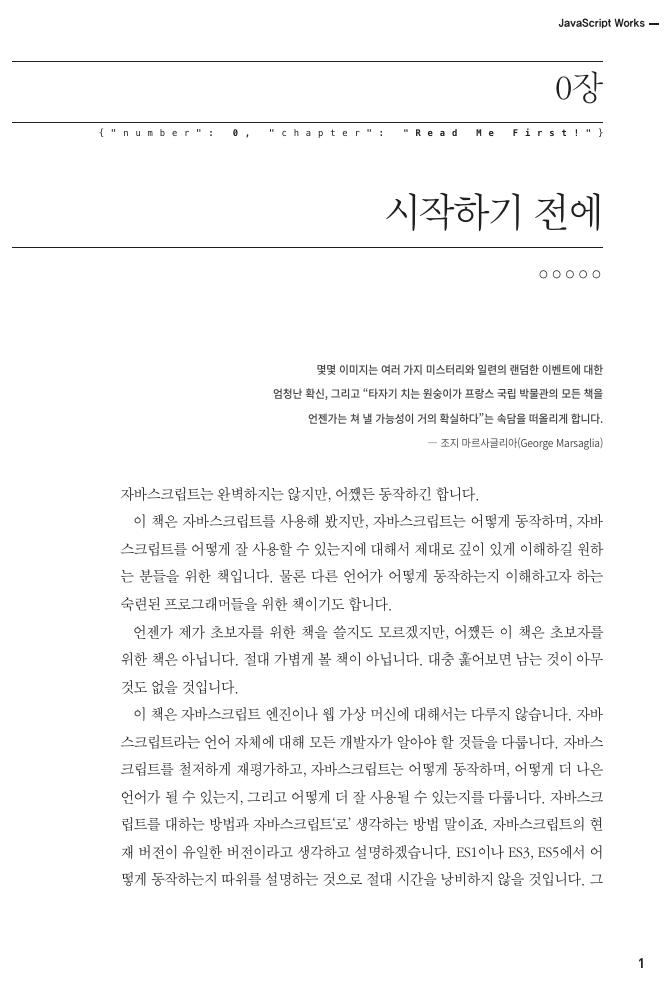 JavaScript Works
0장
{"number": 0, "chapter": "Read Me First!"}
시작하기 전에
몇몇 이미지는 여러 가지 미스터리와 일련의 랜덤한 이벤트에 대한
엄청난 확신, 그리고 “타자기 치는 원숭이가 프랑스 국립 박물관의 모든 책을
언젠가는 쳐 낼 가능성이 거의 확실하다”는 속담을 떠올리게 합니다.
— 조지 마르사글리아(George Marsaglia)
자바스크립트는 완벽하지는 않지만, 어쨌든 동작하긴 합니다.
이 책은 자바스크립트를 사용해 봤지만, 자바스크립트는 어떻게 동작하며, 자바
스크립트를 어떻게 잘 사용할 수 있는지에 대해서 제대로 깊이 있게 이해하길 원하
는 분들을 위한 책입니다. 물론 다른 언어가 어떻게 동작하는지 이해하고자 하는
숙련된 프로그래머들을 위한 책이기도 합니다.
언젠가 제가 초보자를 위한 책을 쓸지도 모르겠지만, 어쨌든 이 책은 초보자를
위한 책은 아닙니다. 절대 가볍게 볼 책이 아닙니다. 대충 훑어보면 남는 것이 아무
것도 없을 것입니다.
이 책은 자바스크립트 엔진이나 웹 가상 머신에 대해서는 다루지 않습니다. 자바
스크립트라는 언어 자체에 대해 모든 개발자가 알아야 할 것들을 다룹니다. 자바스
크립트를 철저하게 재평가하고, 자바스크립트는 어떻게 동작하며, 어떻게 더 나은
언어가 될 수 있는지, 그리고 어떻게 더 잘 사용될 수 있는지를 다룹니다. 자바스크
립트를 대하는 방법과 자바스크립트‘로’ 생각하는 방법 말이죠. 자바스크립트의 현
재 버전이 유일한 버전이라고 생각하고 설명하겠습니다. ES1이나 ES3, ES5에서 어
떻게 동작하는지 따위를 설명하는 것으로 절대 시간을 낭비하지 않을 것입니다. 그
1